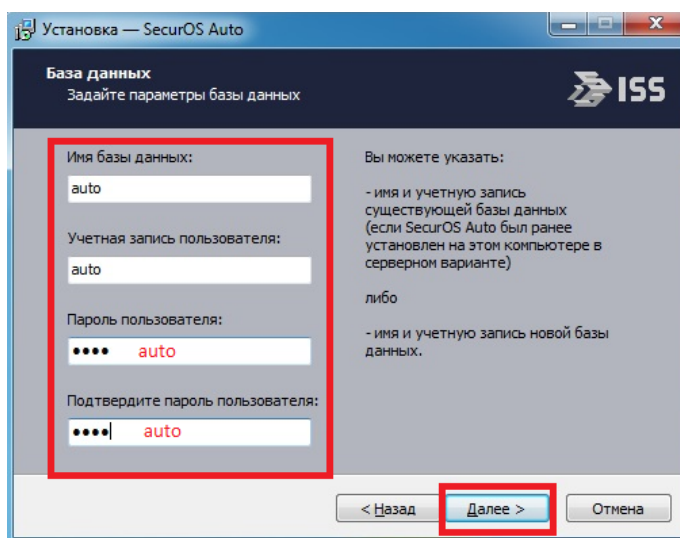 Установка — SecurOS Auto
База данных
Задайте параметры базы данных
ISS
Имя базы данных:
auto
Учетная запись пользователя:
auto
Пароль пользователя:
•••• auto
Подтвердите пароль пользователя:
•••• auto
Вы можете указать:
- имя и учетную запись
существующей базы данных
(если SecurOS Auto был ранее
установлен на этом компьютере в
серверном варианте)
либо
- имя и учетную запись новой базы
данных.
< Назад
Далее >
Отмена